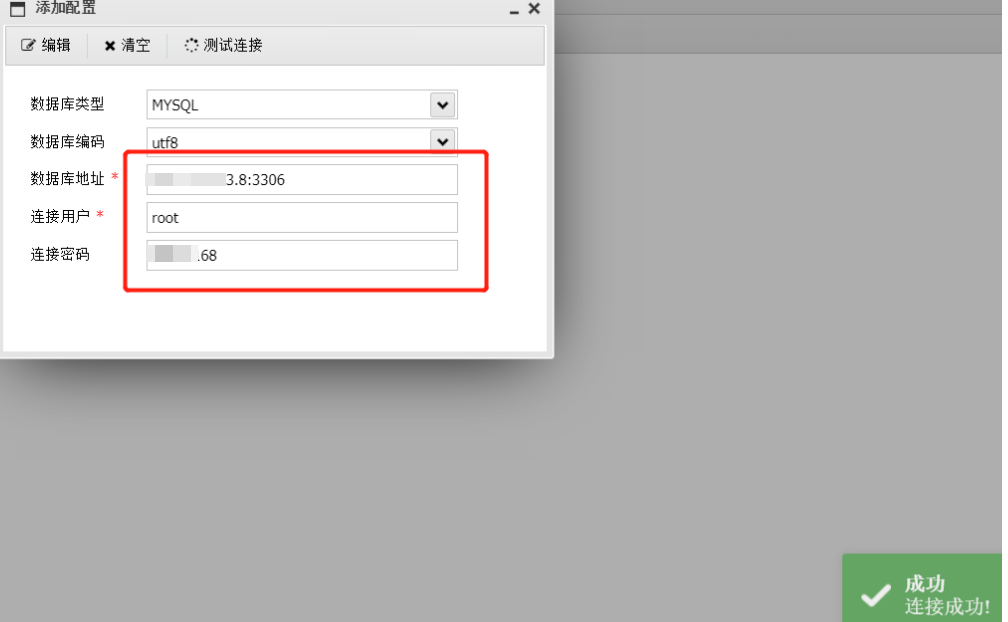 添加配置
编辑 清空 测试连接
数据库类型 MYSQL
数据库编码 utf8
数据库地址 * 3.8:3306
连接用户 * root
连接密码 .68
成功
连接成功!